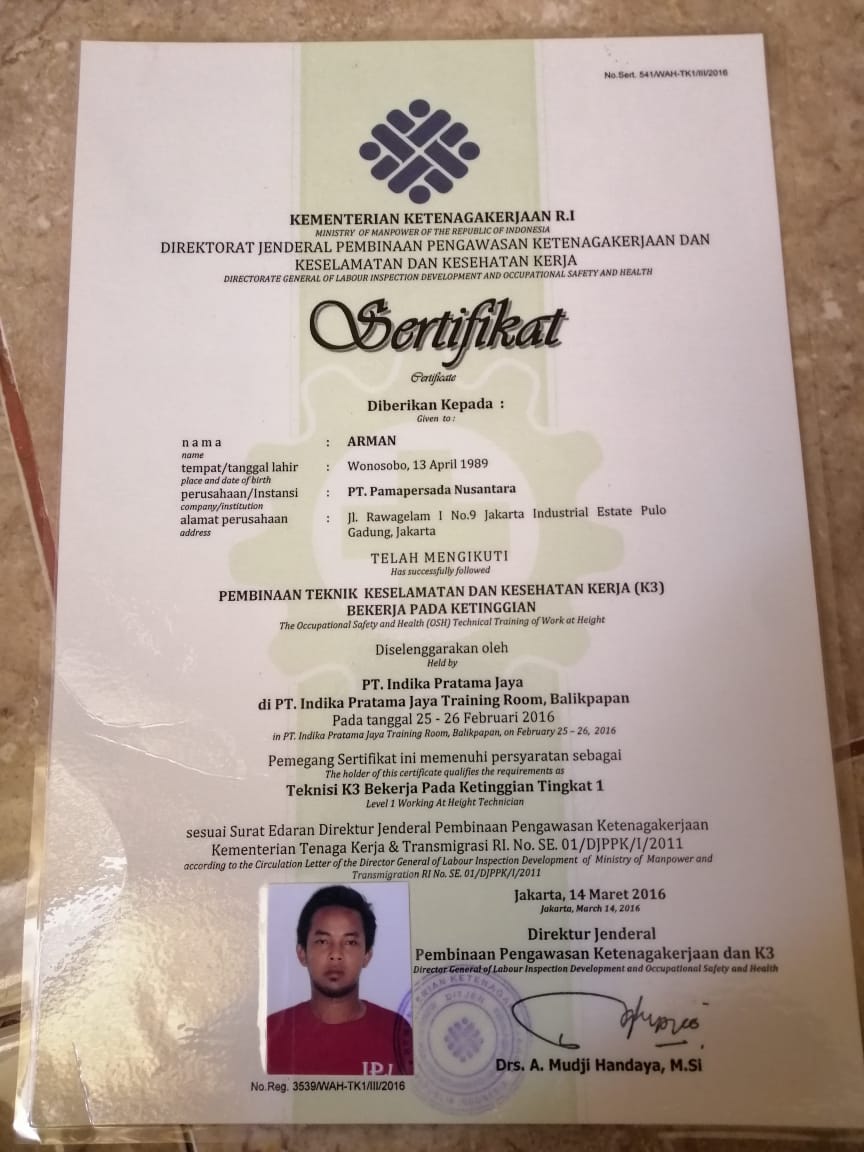 No.Sert. 541/WAH-TK1/III/2016
KEMENTERIAN KETENAGAKERJAAN R.I
MINISTRY OF MANPOWER OF THE REPUBLIC OF INDONESIA
DIREKTORAT JENDERAL PEMBINAAN PENGAWASAN KETENAGAKERJAAN DAN
KESELAMATAN DAN KESEHATAN KERJA
DIRECTORATE GENERAL OF LABOUR INSPECTION DEVELOPMENT AND OCCUPATIONAL SAFETY AND HEALTH
Sertifikat
Certificate
Diberikan Kepada :
Given to :
n a m a : ARMAN
name
tempat/tanggal lahir : Wonosobo, 13 April 1989
place and date of birth
perusahaan/Instansi : PT. Pamapersada Nusantara
company/institution
alamat perusahaan : Jl. Rawagelam I No.9 Jakarta Industrial Estate Pulo
address
Gadung, Jakarta
TELAH MENGIKUTI
Has successfully followed
PEMBINAAN TEKNIK KESELAMATAN DAN KESEHATAN KERJA (K3)
BEKERJA PADA KETINGGIAN
The Occupational Safety and Health (OSH) Technical Training of Work at Height
Diselenggarakan oleh
Held by
PT. Indika Pratama Jaya
di PT. Indika Pratama Jaya Training Room, Balikpapan
Pada tanggal 25 - 26 Februari 2016
in PT. Indika Pratama Jaya Training Room, Balikpapan, on February 25 – 26, 2016
Pemegang Sertifikat ini memenuhi persyaratan sebagai
The holder of this certificate qualifies the requirements as
Teknisi K3 Bekerja Pada Ketinggian Tingkat 1
Level 1 Working At Height Technician
sesuai Surat Edaran Direktur Jenderal Pembinaan Pengawasan Ketenagakerjaan
Kementerian Tenaga Kerja & Transmigrasi RI. No. SE. 01/DJPPK/I/2011
according to the Circulation Letter of the Director General of Labour Inspection Development of Ministry of Manpower and
Transmigration RI No. SE. 01/DJPPK/I/2011
Jakarta, 14 Maret 2016
Jakarta, March 14, 2016
Direktur Jenderal
Pembinaan Pengawasan Ketenagakerjaan dan K3
Director General of Labour Inspection Development and Occupational Safety and Health
DITJEN
IPJ
Drs. A. Mudji Handaya, M.Si
No.Reg. 3539/WAH-TK1/III/2016